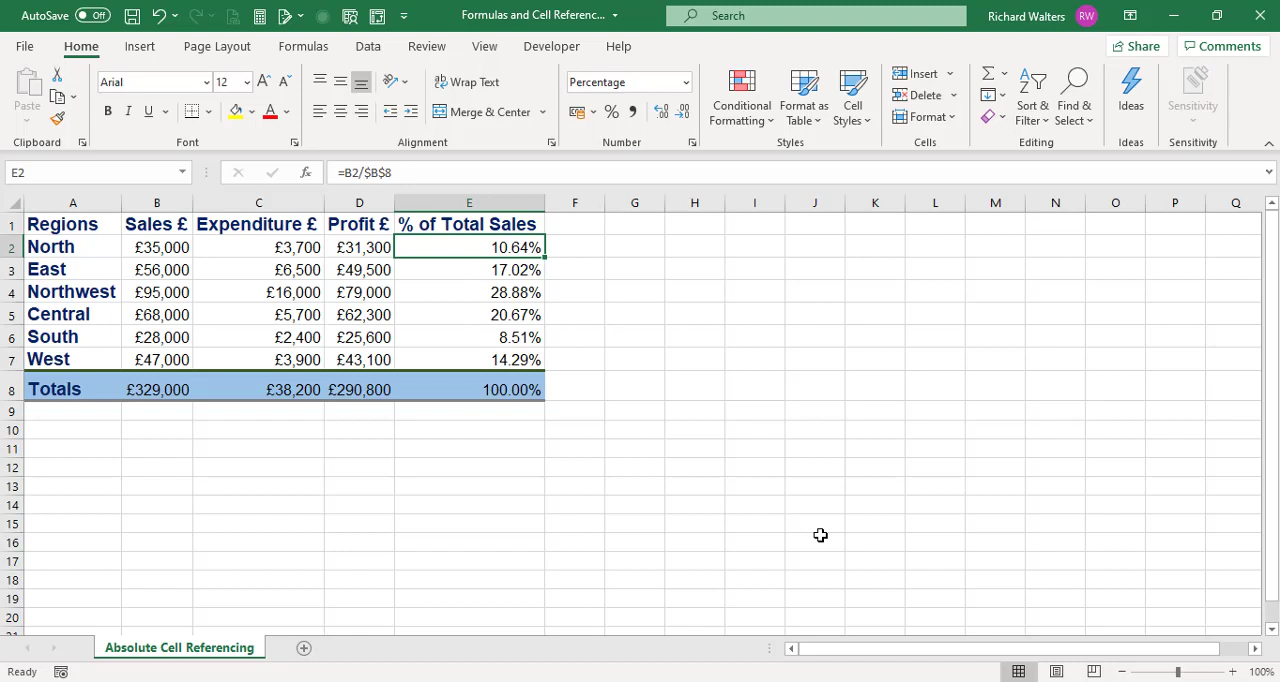 AutoSave Off Formulas and Cell Referenc... Search Richard Walters RW
File Home Insert Page Layout Formulas Data Review View Developer Help Share Comments
Paste Arial 12 Wrap Text Percentage Conditional Formatting Format as Table Cell Styles Insert Sort & Filter Find & Select Ideas Sensitivity
B I U Merge & Center % Delete
Format
Clipboard Font Alignment Number Styles Cells Editing Ideas Sensitivity
E2 fx =B2/$B$8
A B C D E F G H I J K L M N O P Q
1 Regions Sales £ Expenditure £ Profit £ % of Total Sales
2 North £35,000 £3,700 £31,300 10.64%
3 East £56,000 £6,500 £49,500 17.02%
4 Northwest £95,000 £16,000 £79,000 28.88%
5 Central £68,000 £5,700 £62,300 20.67%
6 South £28,000 £2,400 £25,600 8.51%
7 West £47,000 £3,900 £43,100 14.29%
8 Totals £329,000 £38,200 £290,800 100.00%
9
10
11
12
13
14
15
16
17
18
19
20
Absolute Cell Referencing
Ready 100%